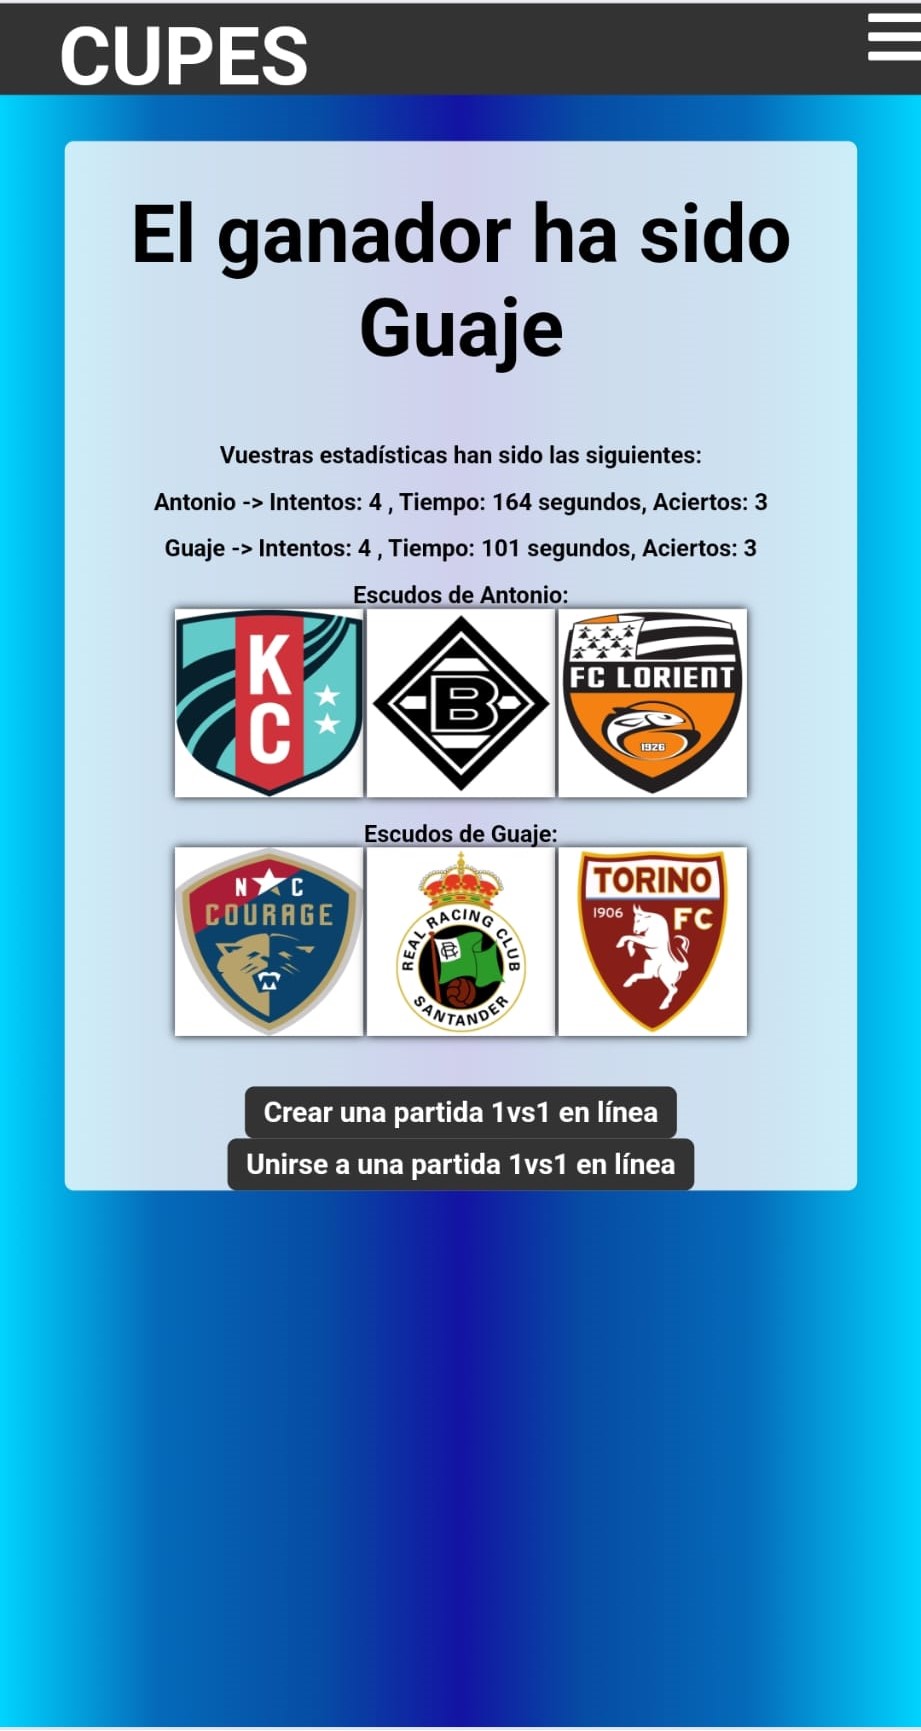 CUPES
El ganador ha sido
Guaje
Vuestras estadísticas han sido las siguientes:
Antonio -> Intentos: 4 , Tiempo: 164 segundos, Aciertos: 3
Guaje -> Intentos: 4 , Tiempo: 101 segundos, Aciertos: 3
Escudos de Antonio:
KC
B
FC LORIENT
1926
Escudos de Guaje:
N C
COURAGE
REAL RACING CLUB
SANTANDER
TORINO
1906 FC
Crear una partida 1vs1 en línea
Unirse a una partida 1vs1 en línea